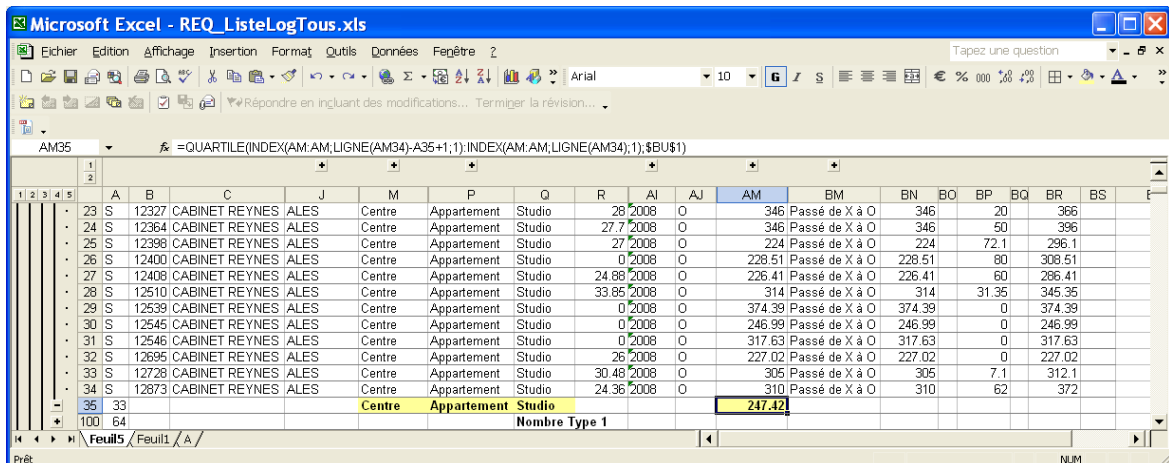 Microsoft Excel - REQ_ListeLogTous.xls
Fichier Edition Affichage Insertion Format Outils Données Fenêtre ? Tapez une question
Arial 10 G I S € % 000
Répondre en incluant des modifications... Terminer la révision...
AM35 fx =QUARTILE(INDEX(AM:AM;LIGNE(AM34)-A35+1;1):INDEX(AM:AM;LIGNE(AM34);1);$BU$1)
1
2
1 2 3 4 5 A B C J M P Q R AI AJ AM BM BN BO BP BQ BR BS
23 S 12327 CABINET REYNES ALES Centre Appartement Studio 28 2008 O 346 Passé de X à O 346 20 366
24 S 12364 CABINET REYNES ALES Centre Appartement Studio 27.7 2008 O 346 Passé de X à O 346 50 396
25 S 12398 CABINET REYNES ALES Centre Appartement Studio 27 2008 O 224 Passé de X à O 224 72.1 296.1
26 S 12400 CABINET REYNES ALES Centre Appartement Studio 0 2008 O 228.51 Passé de X à O 228.51 80 308.51
27 S 12408 CABINET REYNES ALES Centre Appartement Studio 24.88 2008 O 226.41 Passé de X à O 226.41 60 286.41
28 S 12510 CABINET REYNES ALES Centre Appartement Studio 33.85 2008 O 314 Passé de X à O 314 31.35 345.35
29 S 12539 CABINET REYNES ALES Centre Appartement Studio 0 2008 O 374.39 Passé de X à O 374.39 0 374.39
30 S 12545 CABINET REYNES ALES Centre Appartement Studio 0 2008 O 246.99 Passé de X à O 246.99 0 246.99
31 S 12546 CABINET REYNES ALES Centre Appartement Studio 0 2008 O 317.63 Passé de X à O 317.63 0 317.63
32 S 12695 CABINET REYNES ALES Centre Appartement Studio 26 2008 O 227.02 Passé de X à O 227.02 0 227.02
33 S 12728 CABINET REYNES ALES Centre Appartement Studio 30.48 2008 O 305 Passé de X à O 305 7.1 312.1
34 S 12873 CABINET REYNES ALES Centre Appartement Studio 24.36 2008 O 310 Passé de X à O 310 62 372
35 33 Centre Appartement Studio 247.42
100 64 Nombre Type 1
Feuil5 Feuil1 A
Prêt NUM